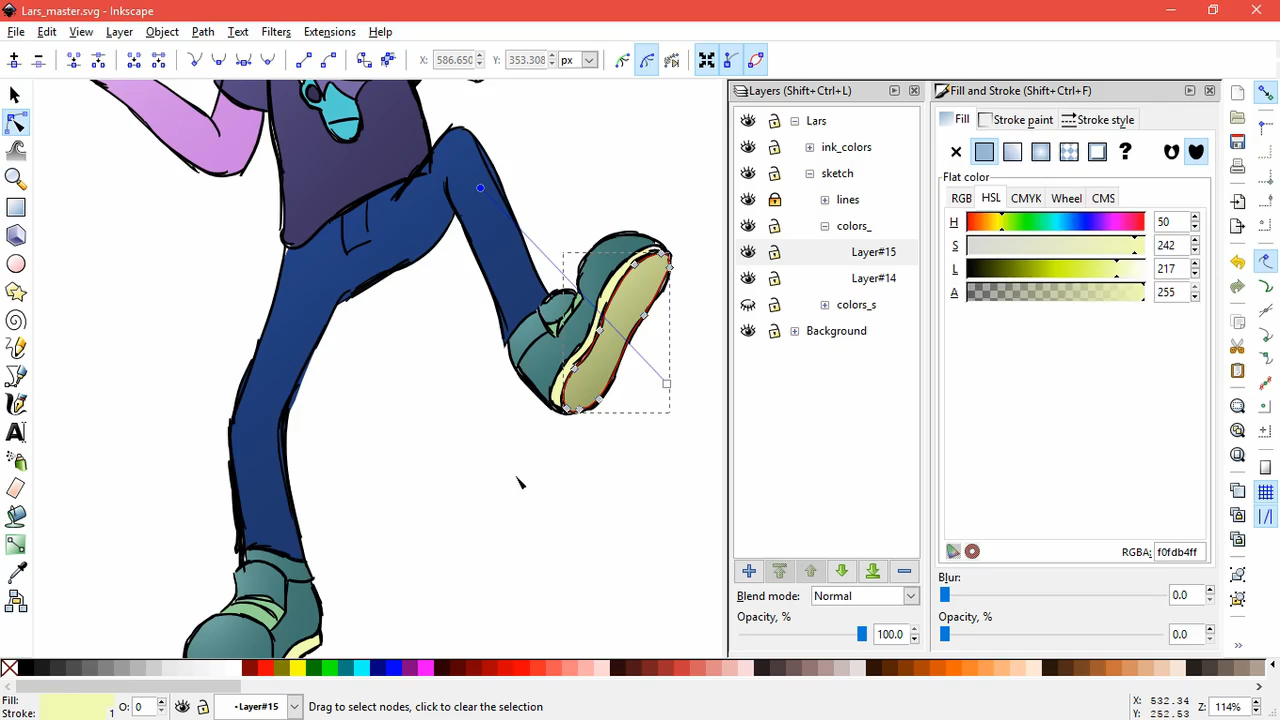 Lars_master.svg - Inkscape
File Edit View Layer Object Path Text Filters Extensions Help
X: 586.650 Y: 353.308 px
Layers (Shift+Ctrl+L)
Lars
ink_colors
sketch
lines
colors_
Layer#15
Layer#14
colors_s
Background
Blend mode: Normal
Opacity, % 100.0
Fill and Stroke (Shift+Ctrl+F)
Fill Stroke paint Stroke style
Flat color
RGB HSL CMYK Wheel CMS
H 50
S 242
L 217
A 255
RGBA: f0fdb4ff
Blur:
0.0
Opacity, %
0.0
Fill:
Stroke: 1
O: 0
Layer#15
Drag to select nodes, click to clear the selection
X: 532.34
Y: 252.53
Z: 114%